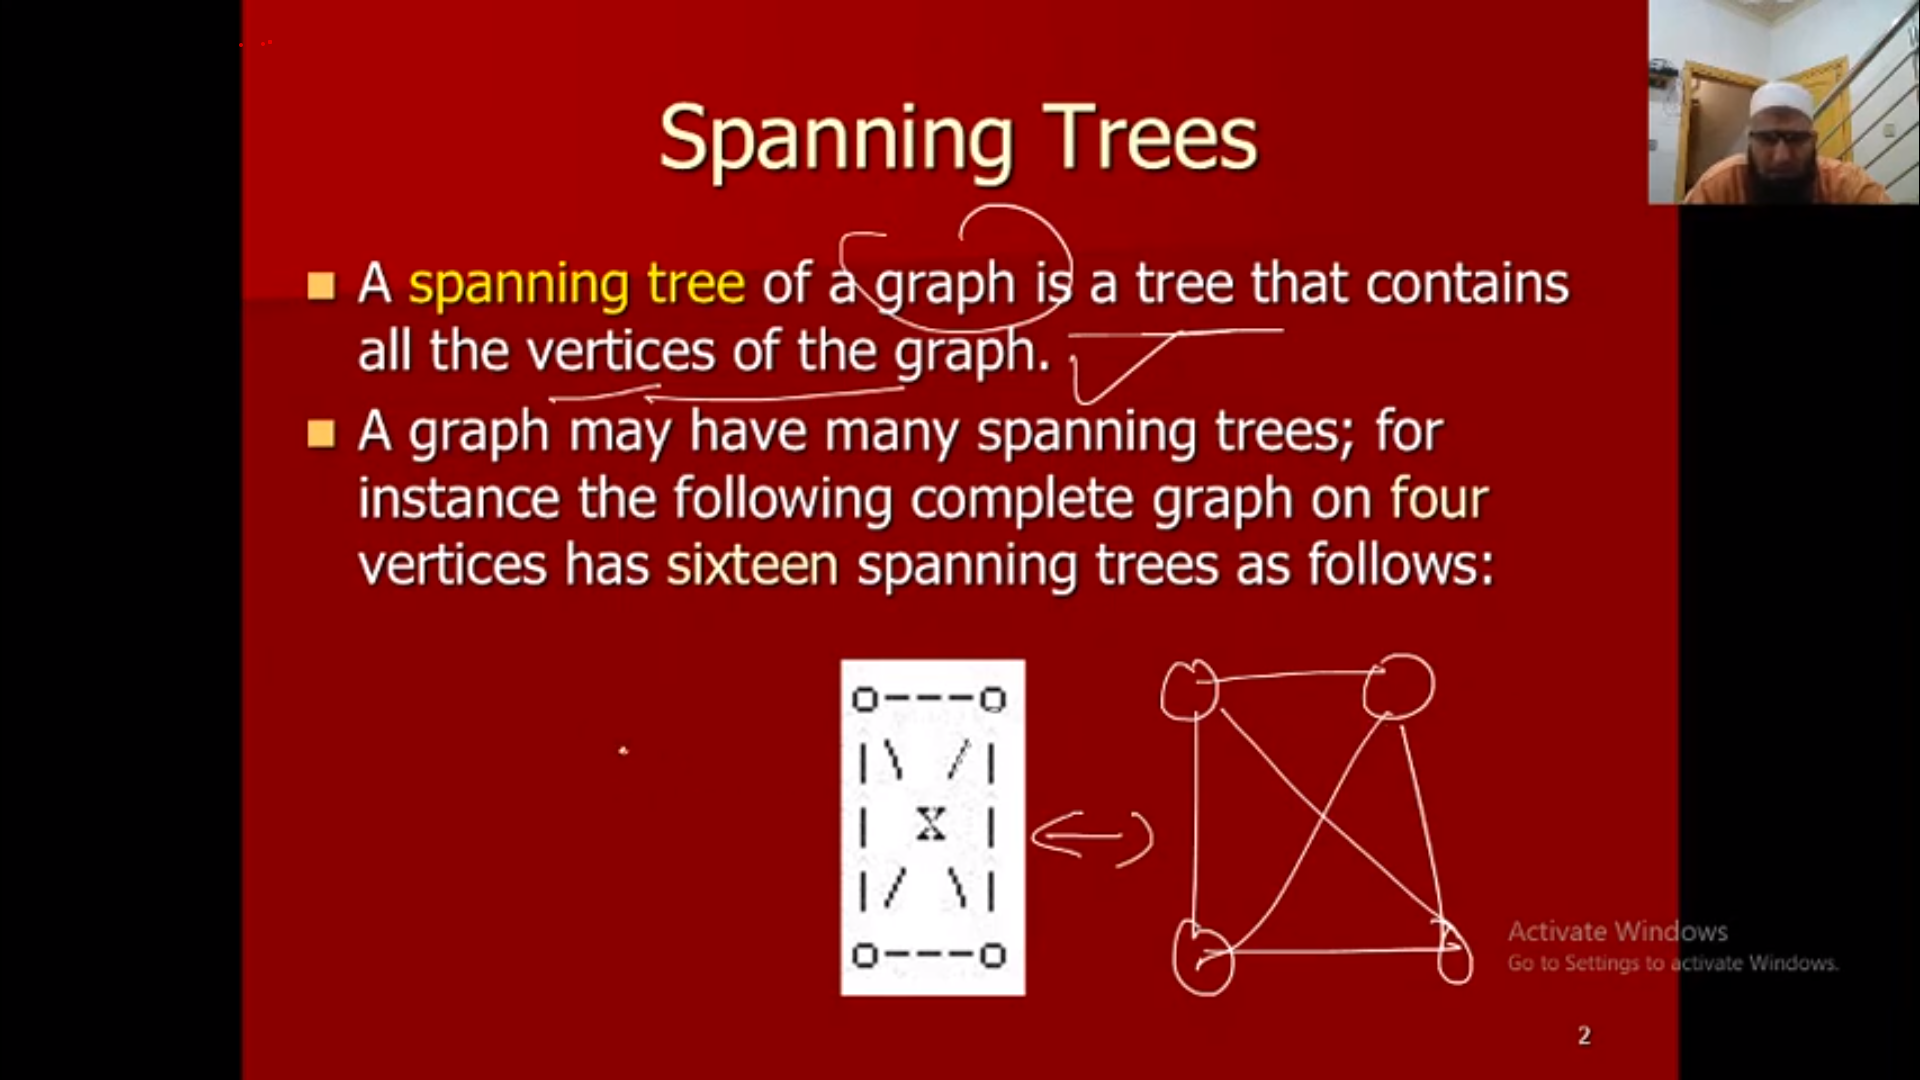 Spanning Trees
A spanning tree of a graph is a tree that contains
all the vertices of the graph.
A graph may have many spanning trees; for
instance the following complete graph on four
vertices has sixteen spanning trees as follows:
o---o
|\ /|
| X |
|/ \|
o---o
Activate Windows
Go to Settings to activate Windows.
2